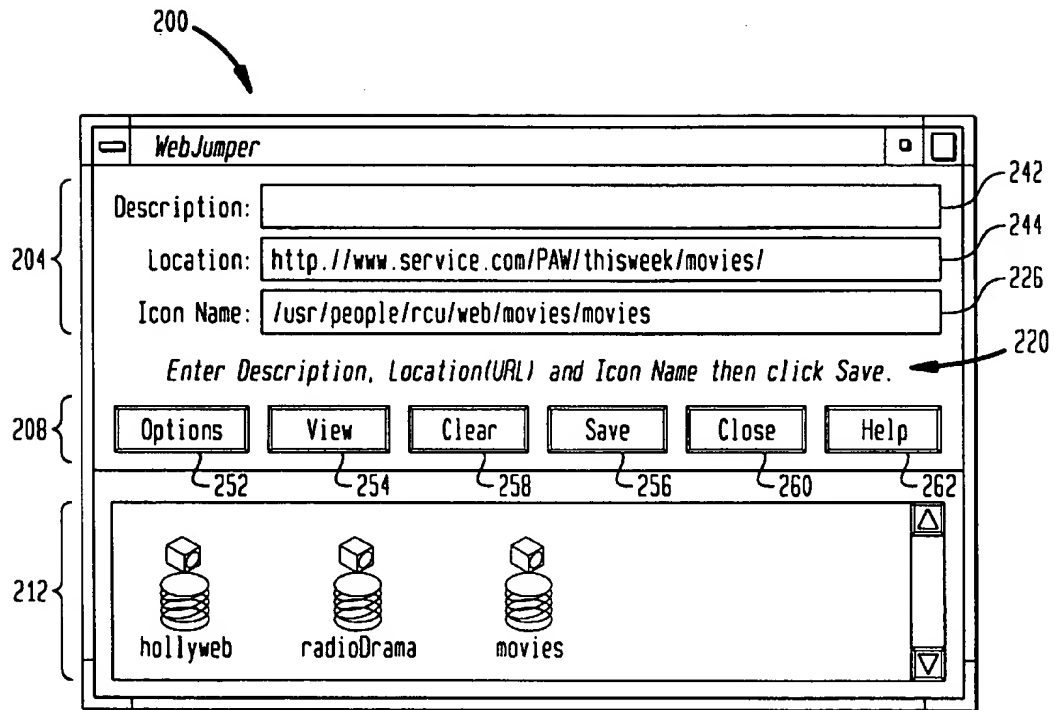 200
WebJumper
Description:
242
204
Location: http.//www.service.com/PAW/thisweek/movies/
244
Icon Name: /usr/people/rcu/web/movies/movies
226
Enter Description, Location(URL) and Icon Name then click Save.
220
208
Options View Clear Save Close Help
252 254 258 256 260 262
212
hollyweb radioDrama movies